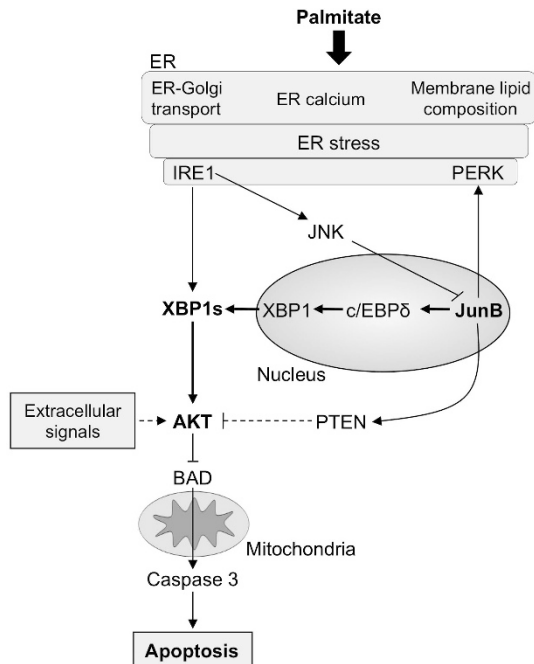 Palmitate
ER
ER-Golgi
transport
ER calcium
Membrane lipid
composition
ER stress
IRE1
PERK
JNK
XBP1s
XBP1
c/EBPδ
JunB
Nucleus
Extracellular
signals
AKT
PTEN
BAD
Mitochondria
Caspase 3
Apoptosis